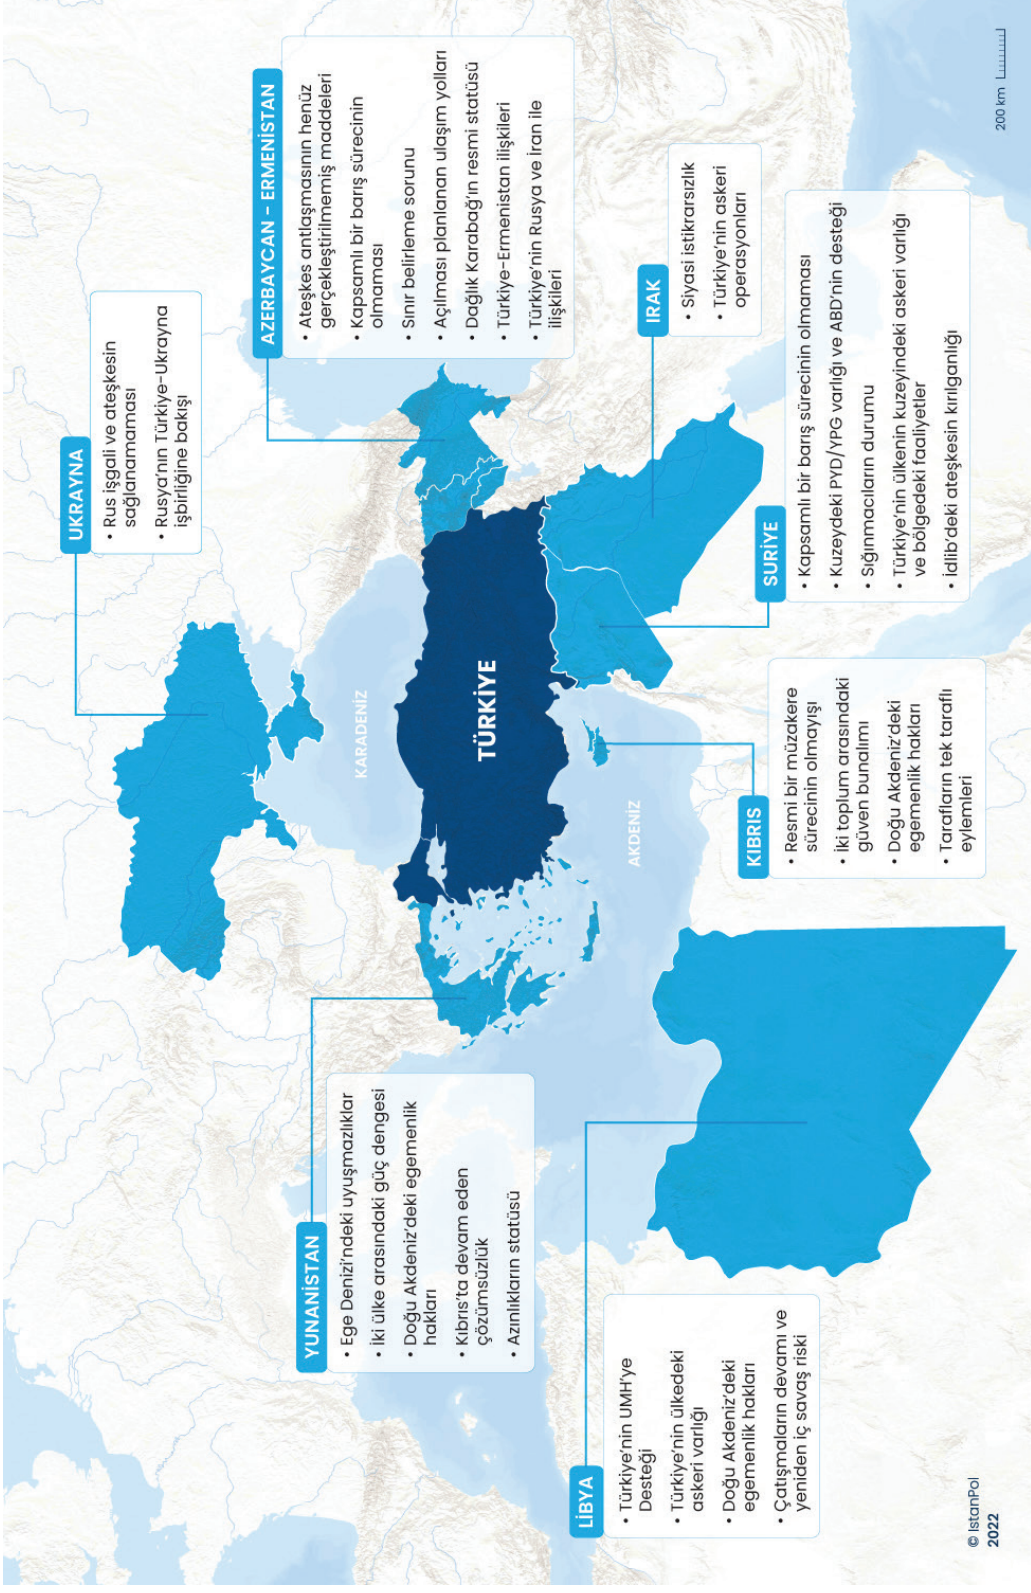 UKRAYNA
• Rus işgali ve ateşkesin
sağlanamaması
• Rusya'nın Türkiye-Ukrayna
işbirliğine bakışı
AZERBAYCAN - ERMENİSTAN
• Ateşkes antlaşmasının henüz
gerçekleştirilmemiş maddeleri
• Kapsamlı bir barış sürecinin
olmaması
• Sınır belirleme sorunu
• Açılması planlanan ulaşım yolları
• Dağlık Karabağ'ın resmi statüsü
• Türkiye-Ermenistan ilişkileri
• Türkiye'nin Rusya ve İran ile
ilişkileri
YUNANİSTAN
• Ege Denizi'ndeki uyuşmazlıklar
• İki ülke arasındaki güç dengesi
• Doğu Akdeniz'deki egemenlik
hakları
• Kıbrıs'ta devam eden
çözümsüzlük
• Azınlıkların statüsü
KARADENİZ
TÜRKİYE
AKDENİZ
IRAK
• Siyasi istikrarsızlık
• Türkiye'nin askeri
operasyonları
LİBYA
• Türkiye'nin UMH'ye
Desteği
• Türkiye'nin ülkedeki
askeri varlığı
• Doğu Akdeniz'deki
egemenlik hakları
• Çatışmaların devamı ve
yeniden iç savaş riski
KIBRIS
• Resmi bir müzakere
sürecinin olmayışı
• İki toplum arasındaki
güven bunalımı
• Doğu Akdeniz'deki
egemenlik hakları
• Tarafların tek taraflı
eylemleri
SURİYE
• Kapsamlı bir barış sürecinin olmaması
• Kuzeydeki PYD/YPG varlığı ve ABD'nin desteği
• Sığınmacıların durumu
• Türkiye'nin ülkenin kuzeyindeki askeri varlığı
ve bölgedeki faaliyetler
• İdlib'deki ateşkesin kırılganlığı
© IstanPol
2022
200 km